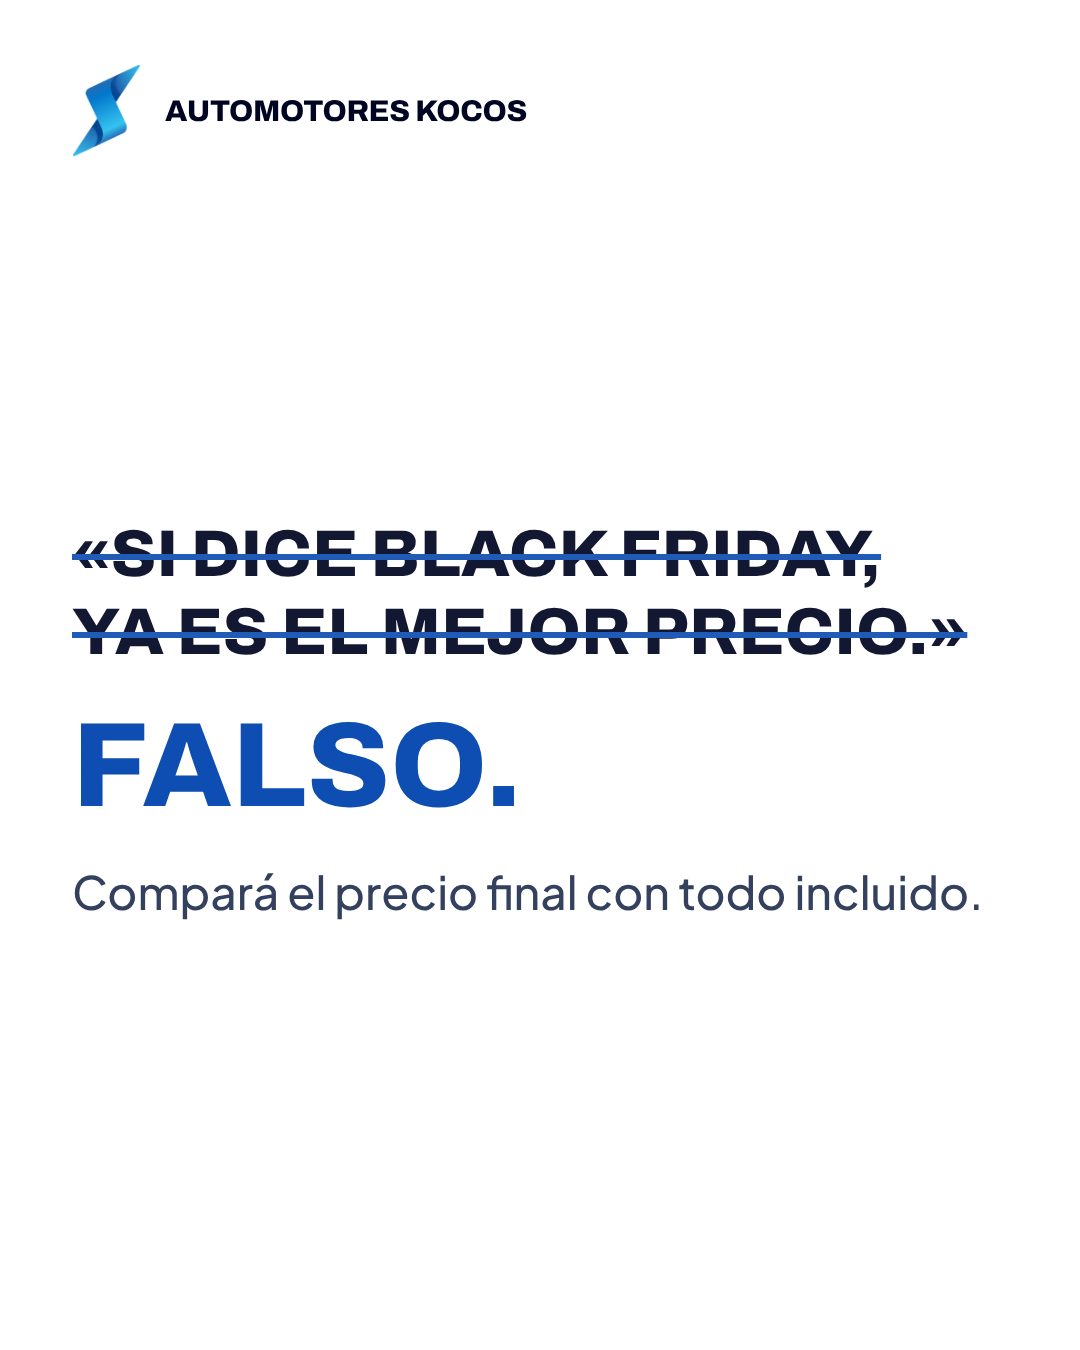 AUTOMOTORES KOCOS
«SI DICE BLACK FRIDAY,
YA ES EL MEJOR PRECIO.»
FALSO.
Compará el precio final con todo incluido.